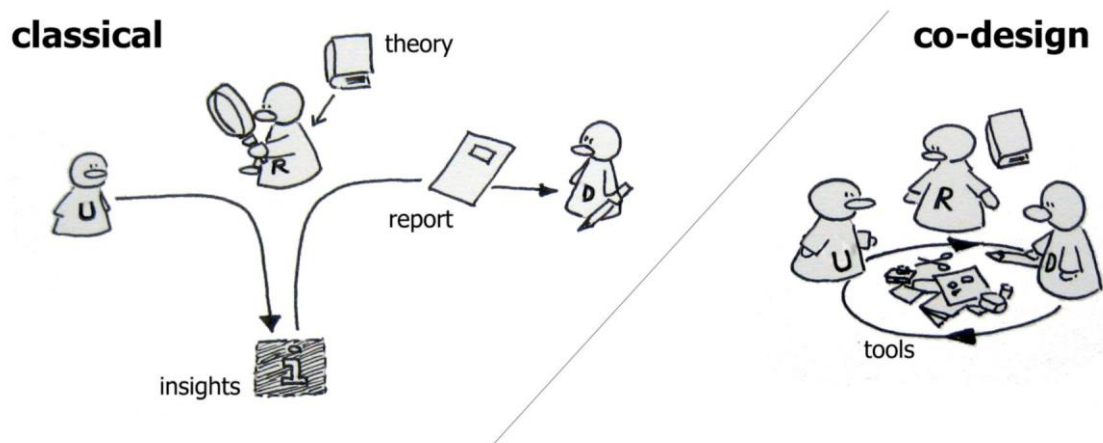 classical
co-design
theory
R
U
report
D
insights
i
R
U
D
tools